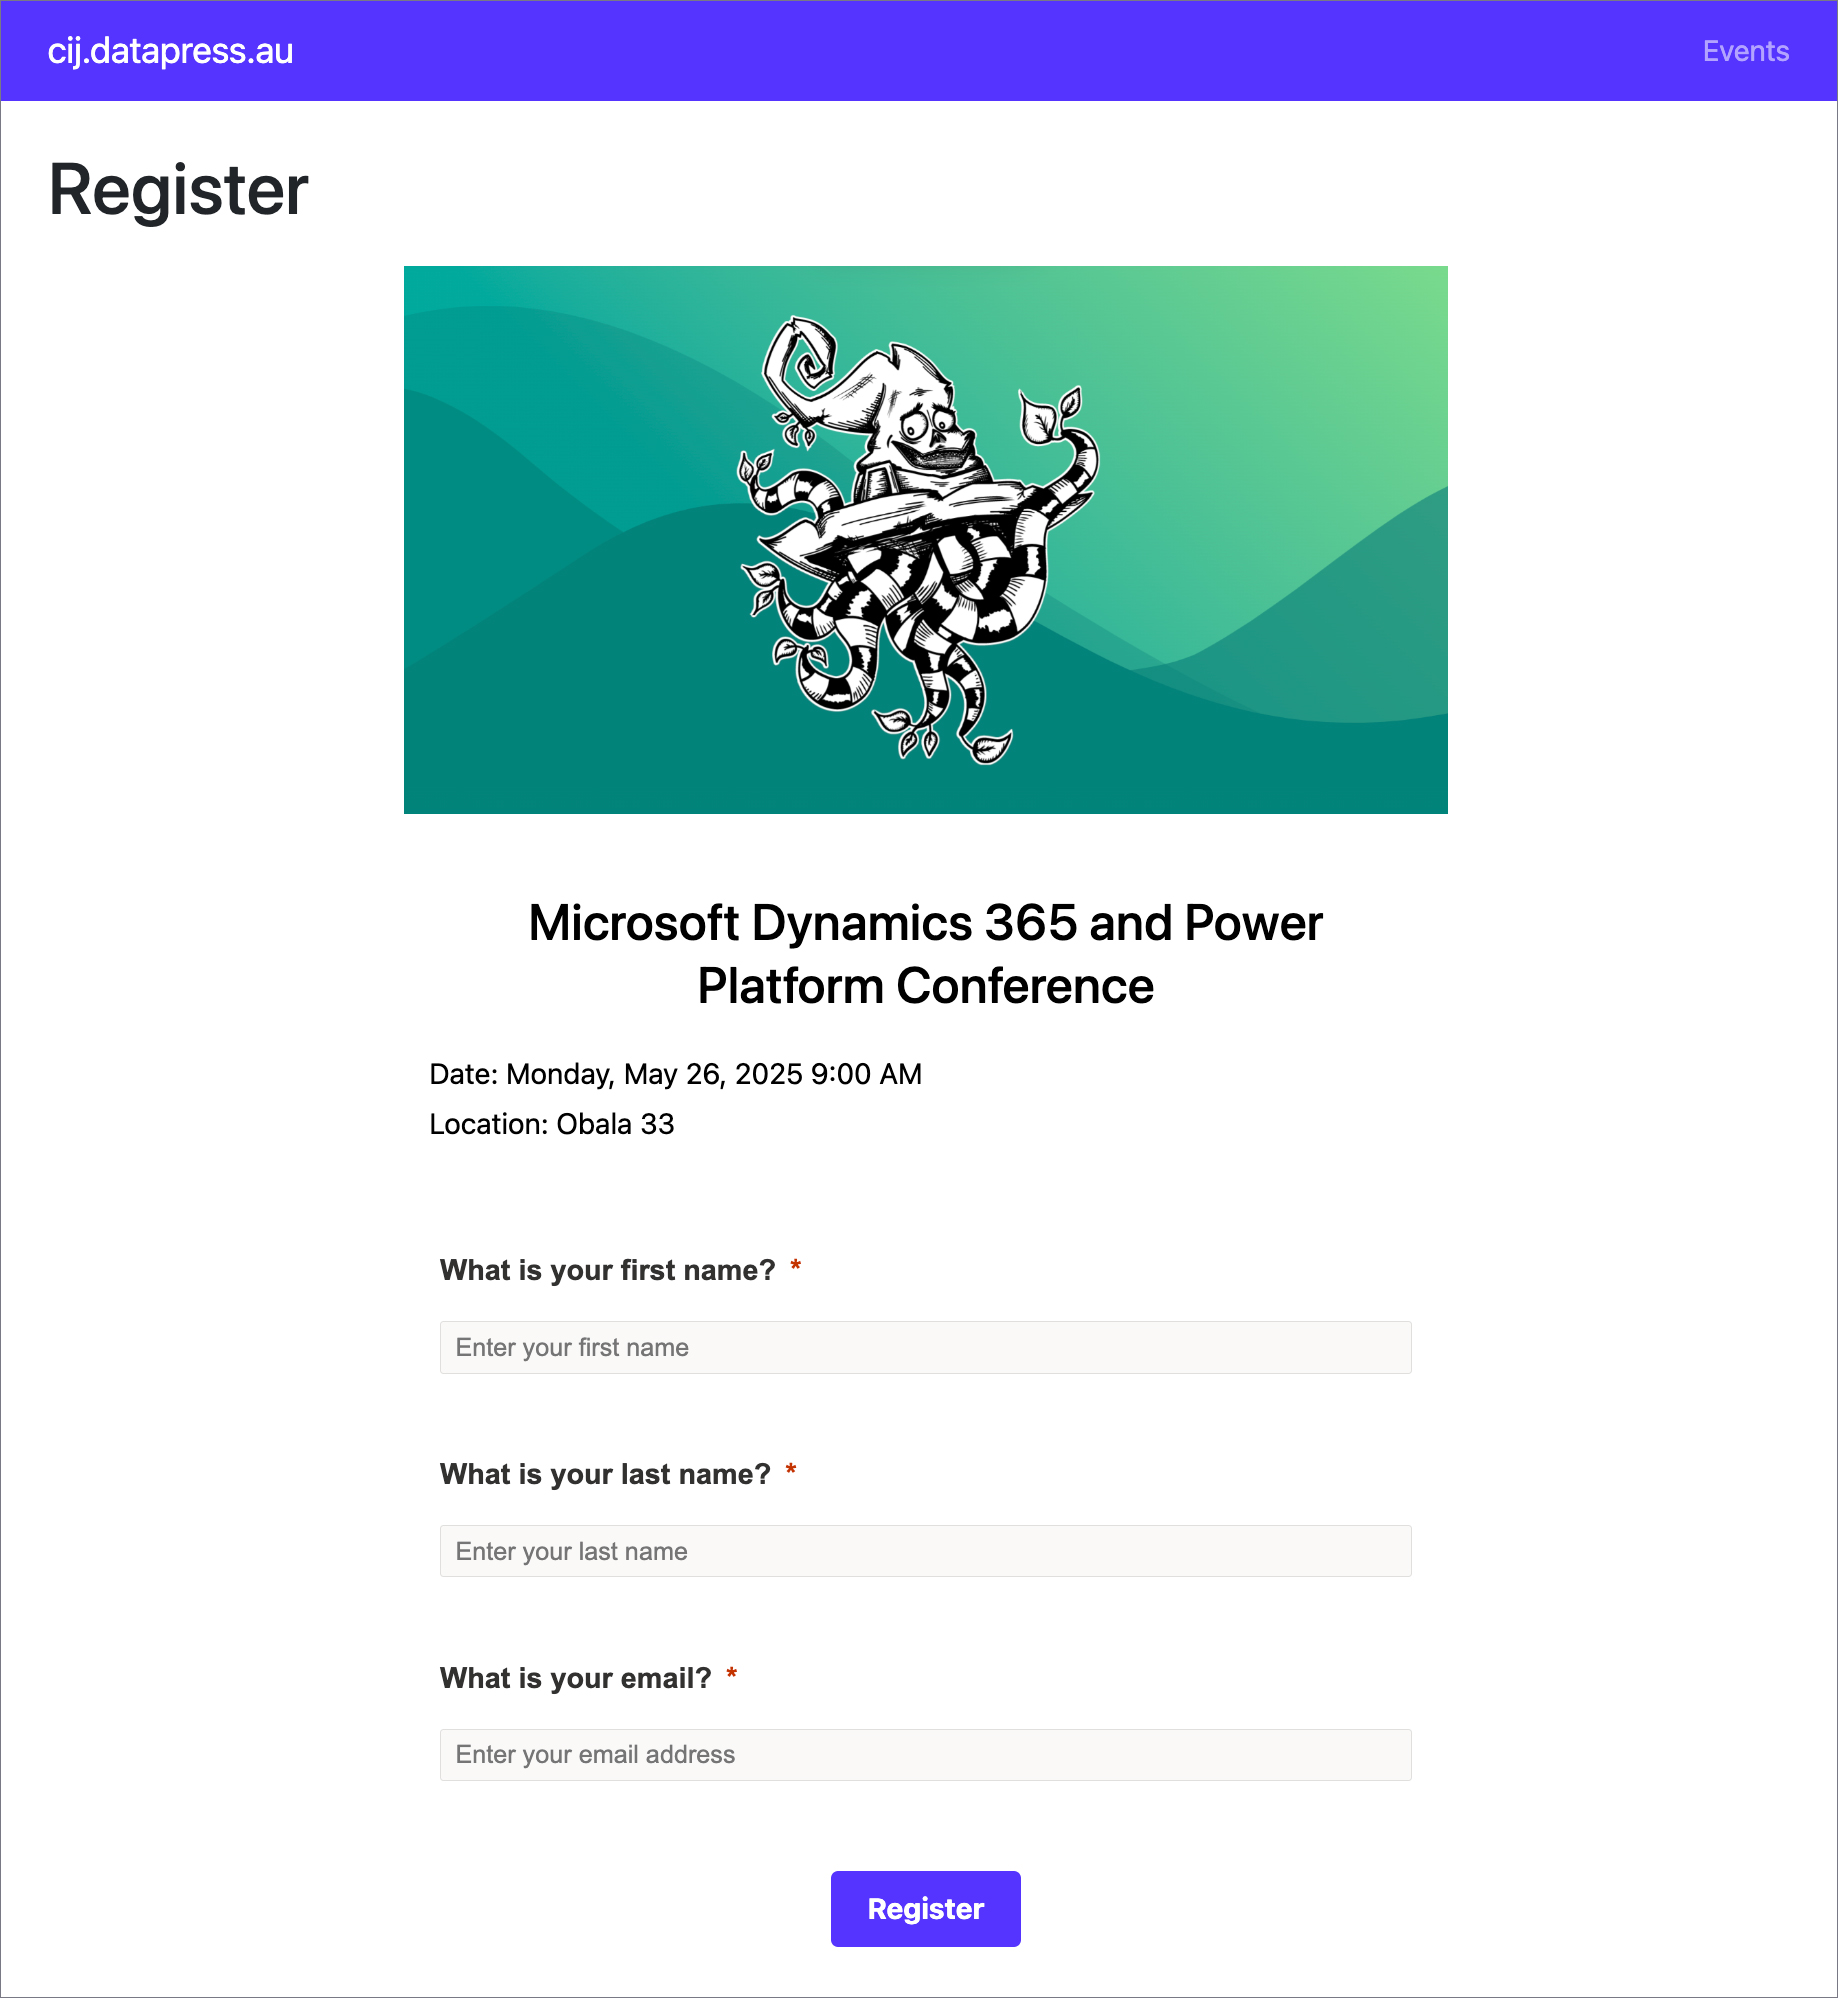 cij.datapress.au
Events
Register
Microsoft Dynamics 365 and Power
Platform Conference
Date: Monday, May 26, 2025 9:00 AM
Location: Obala 33
What is your first name? *
Enter your first name
What is your last name? *
Enter your last name
What is your email? *
Enter your email address
Register